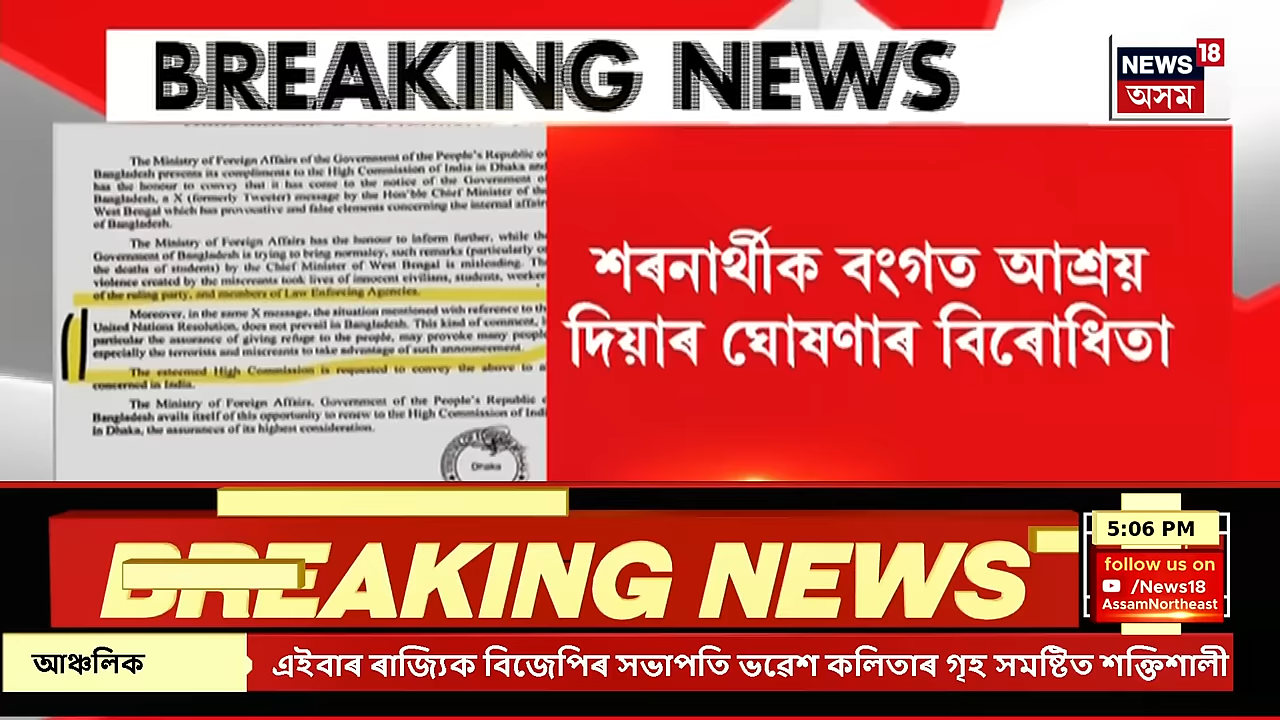 BREAKING NEWS
NEWS 18
অসম
The Ministry of Foreign Affairs of the Government of the People's Republic of
Bangladesh presents its compliments to the High Commission of India in Dhaka and
has the honour to convey that it has come to the notice of the Government of
Bangladesh, a X (formerly Tweeter) message by the Hon'ble Chief Minister of the
West Bengal which has provocative and false elements concerning the internal affair
of Bangladesh.
The Ministry of Foreign Affairs has the honour to inform further, while the
Government of Bangladesh is trying to bring normalcy, such remarks (particularly o
the deaths of students) by the Chief Minister of West Bengal is misleading. Th
violence created by the miscreants took lives of innocent civilians, students, worker
of the ruling party, and members of Law Enforcing Agencies.
Moreover, in the same X message, the situation mentioned with reference to th
United Nations Resolution, does not prevail in Bangladesh. This kind of comment, i
particular the assurance of giving refuge to the people, may provoke many people
especially the terrorists and miscreants to take advantage of such announcement.
The esteemed High Commission is requested to convey the above to a
concerned in India.
The Ministry of Foreign Affairs, Government of the People's Republic o
Bangladesh avails itself of this opportunity to renew to the High Commission of Indi
in Dhaka, the assurances of its highest consideration.
Dhaka
শৰনাৰ্থীক বংগত আশ্ৰয়
দিয়াৰ ঘোষণাৰ বিৰোধিতা
BREAKING NEWS
5:06 PM
follow us on
/News18
AssamNortheast
আঞ্চলিক
এইবাৰ ৰাজ্যিক বিজেপিৰ সভাপতি ভৱেশ কলিতাৰ গৃহ সমষ্টিত শক্তিশালী